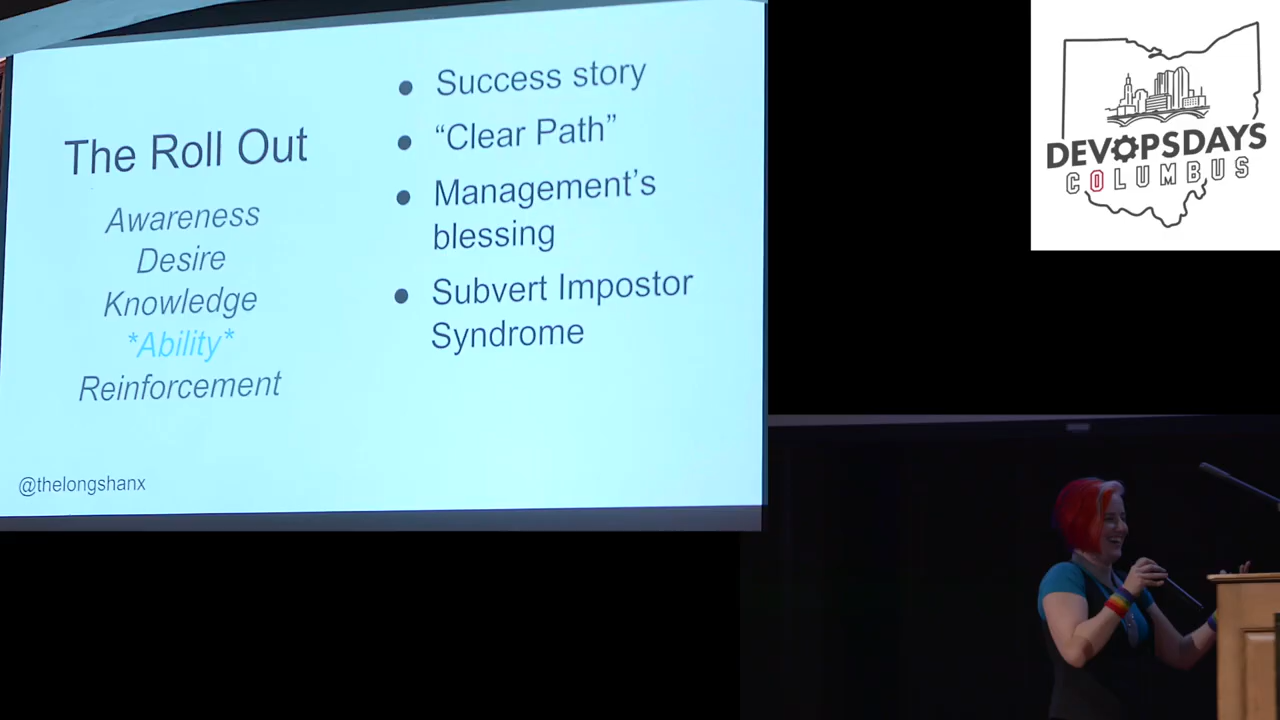 The Roll Out
Awareness
Desire
Knowledge
*Ability*
Reinforcement
@thelongshanx
● Success story
● “Clear Path”
● Management’s
blessing
● Subvert Impostor
Syndrome
DEVOPSDAYS
COLUMBUS